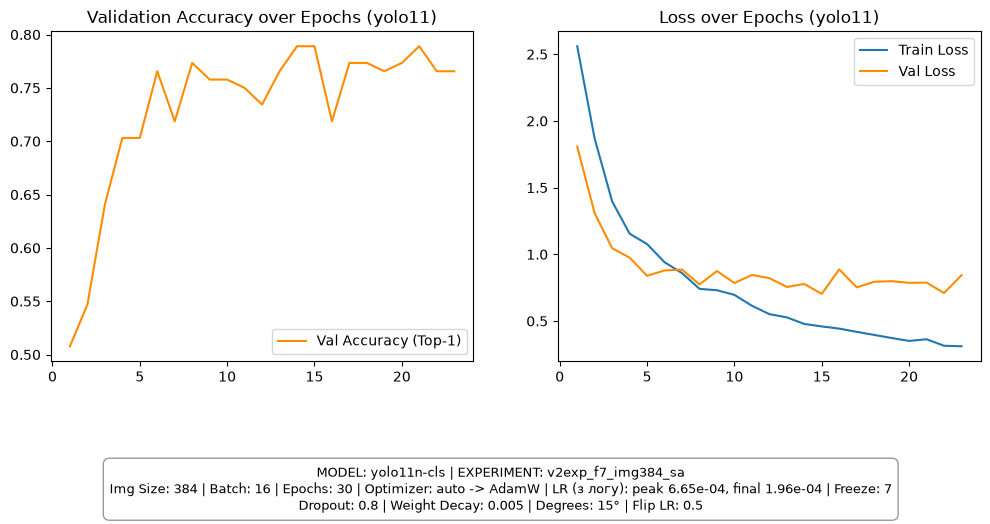 Validation Accuracy over Epochs (yolo11)
0.80
0.75
0.70
0.65
0.60
0.55
0.50
0
5
10
15
20
Val Accuracy (Top-1)
Loss over Epochs (yolo11)
2.5
2.0
1.5
1.0
0.5
0
5
10
15
20
Train Loss
Val Loss
MODEL: yolo11n-cls | EXPERIMENT: v2exp_f7_img384_sa
Img Size: 384 | Batch: 16 | Epochs: 30 | Optimizer: auto -> AdamW | LR (з логу): peak 6.65e-04, final 1.96e-04 | Freeze: 7
Dropout: 0.8 | Weight Decay: 0.005 | Degrees: 15° | Flip LR: 0.5